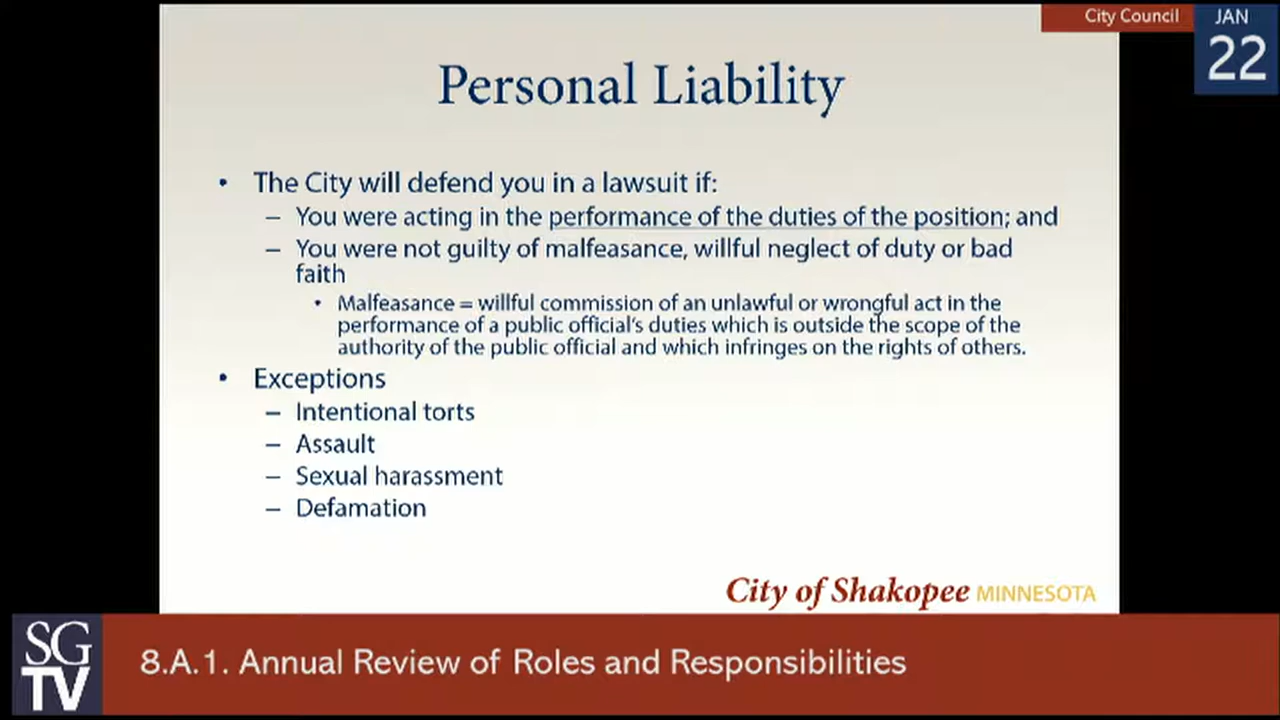 City Council
JAN
22
Personal Liability
• The City will defend you in a lawsuit if:
– You were acting in the performance of the duties of the position; and
– You were not guilty of malfeasance, willful neglect of duty or bad
faith
• Malfeasance = willful commission of an unlawful or wrongful act in the
performance of a public official's duties which is outside the scope of the
authority of the public official and which infringes on the rights of others.
• Exceptions
– Intentional torts
– Assault
– Sexual harassment
– Defamation
City of Shakopee MINNESOTA
SG
TV
8.A.1. Annual Review of Roles and Responsibilities